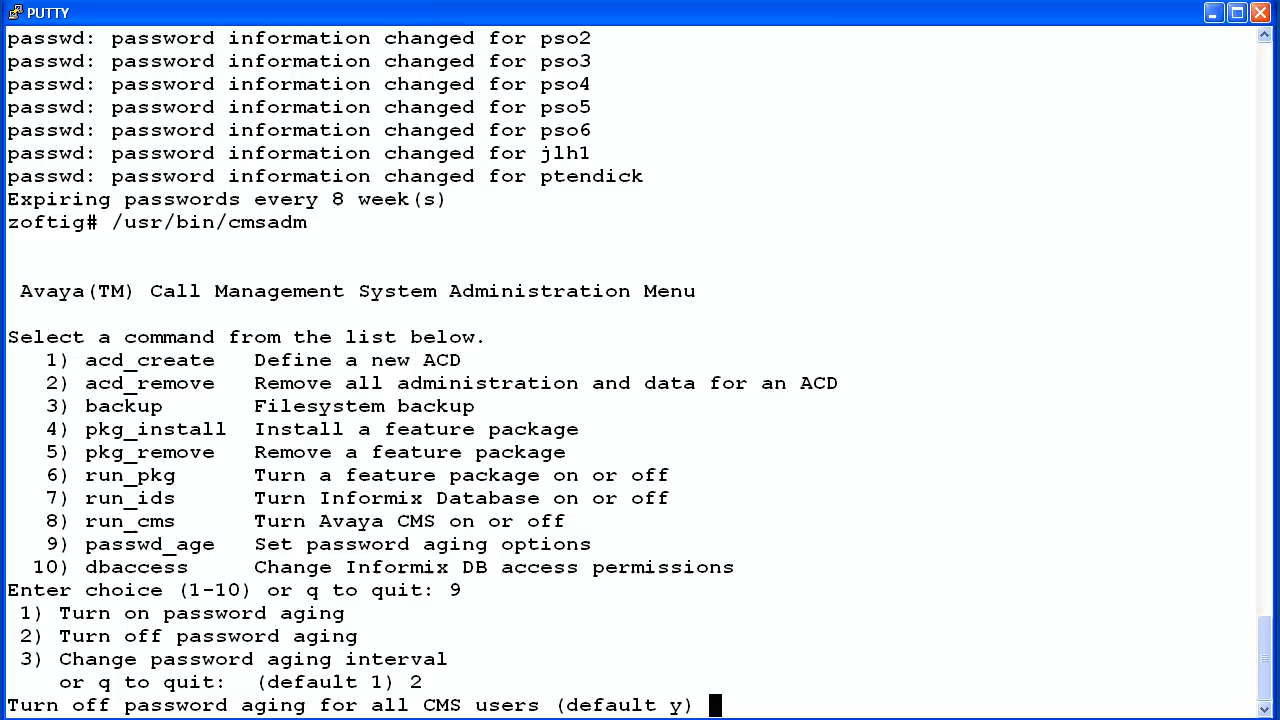 PUTTY
passwd: password information changed for pso2
passwd: password information changed for pso3
passwd: password information changed for pso4
passwd: password information changed for pso5
passwd: password information changed for pso6
passwd: password information changed for jlh1
passwd: password information changed for ptendick
Expiring passwords every 8 week(s)
zoftig# /usr/bin/cmsadm
Avaya(TM) Call Management System Administration Menu
Select a command from the list below.
1) acd_create Define a new ACD
2) acd_remove Remove all administration and data for an ACD
3) backup Filesystem backup
4) pkg_install Install a feature package
5) pkg_remove Remove a feature package
6) run_pkg Turn a feature package on or off
7) run_ids Turn Informix Database on or off
8) run_cms Turn Avaya CMS on or off
9) passwd_age Set password aging options
10) dbaccess Change Informix DB access permissions
Enter choice (1-10) or q to quit: 9
1) Turn on password aging
2) Turn off password aging
3) Change password aging interval
or q to quit: (default 1) 2
Turn off password aging for all CMS users (default y)